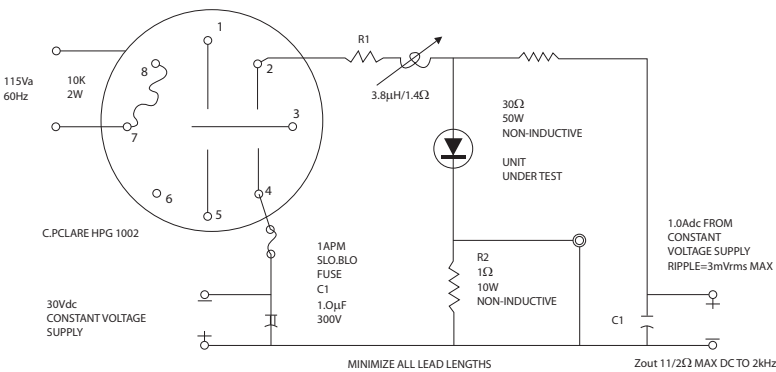 1
R1
8
2
115Va
60Hz
10K
2W
3.8µH/1.4Ω
30Ω
50W
NON-INDUCTIVE
3
7
UNIT
UNDER TEST
6
4
5
C.PCLARE HPG 1002
1APM
SLO.BLO
FUSE
C1
1.OµF
300V
R2
1Ω
10W
NON-INDUCTIVE
1.0Adc FROM
CONSTANT
VOLTAGE SUPPLY
RIPPLE=3mVrms MAX
30Vdc
CONSTANT VOLTAGE
SUPPLY
–
+
C1
+
–
MINIMIZE ALL LEAD LENGTHS
Zout 11/2Ω MAX DC TO 2kHz